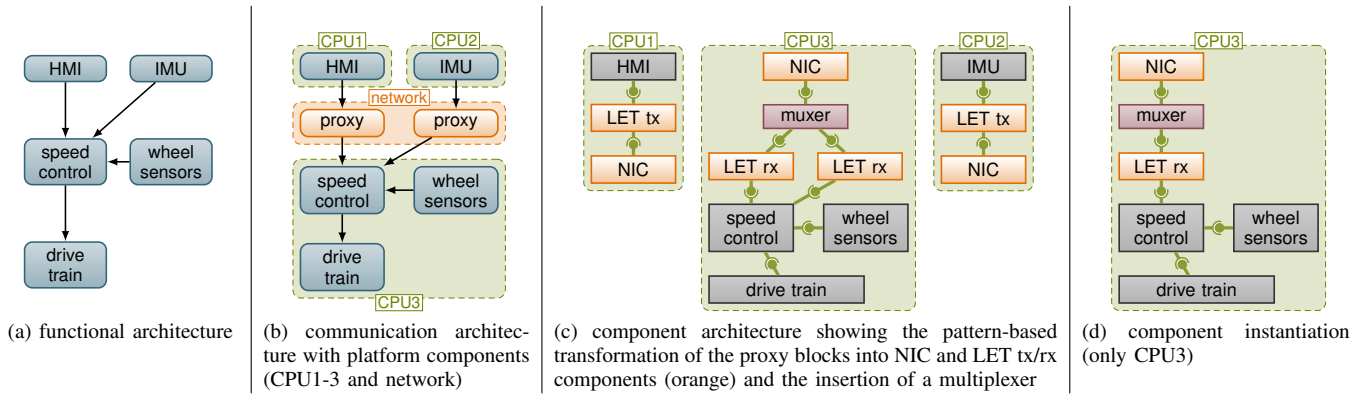 HMI
IMU
speed
control
wheel
sensors
drive
train
(a) functional architecture
CPU1
CPU2
HMI
IMU
network
proxy
proxy
speed
control
wheel
sensors
drive
train
CPU3
(b) communication architec-
ture with platform components
(CPU1-3 and network)
CPU1
CPU3
CPU2
HMI
NIC
IMU
LET tx
muxer
LET tx
NIC
LET rx
LET rx
NIC
speed
control
wheel
sensors
drive train
(c) component architecture showing the pattern-based
transformation of the proxy blocks into NIC and LET tx/rx
components (orange) and the insertion of a multiplexer
CPU3
NIC
muxer
LET rx
speed
control
wheel
sensors
drive train
(d) component instantiation
(only CPU3)